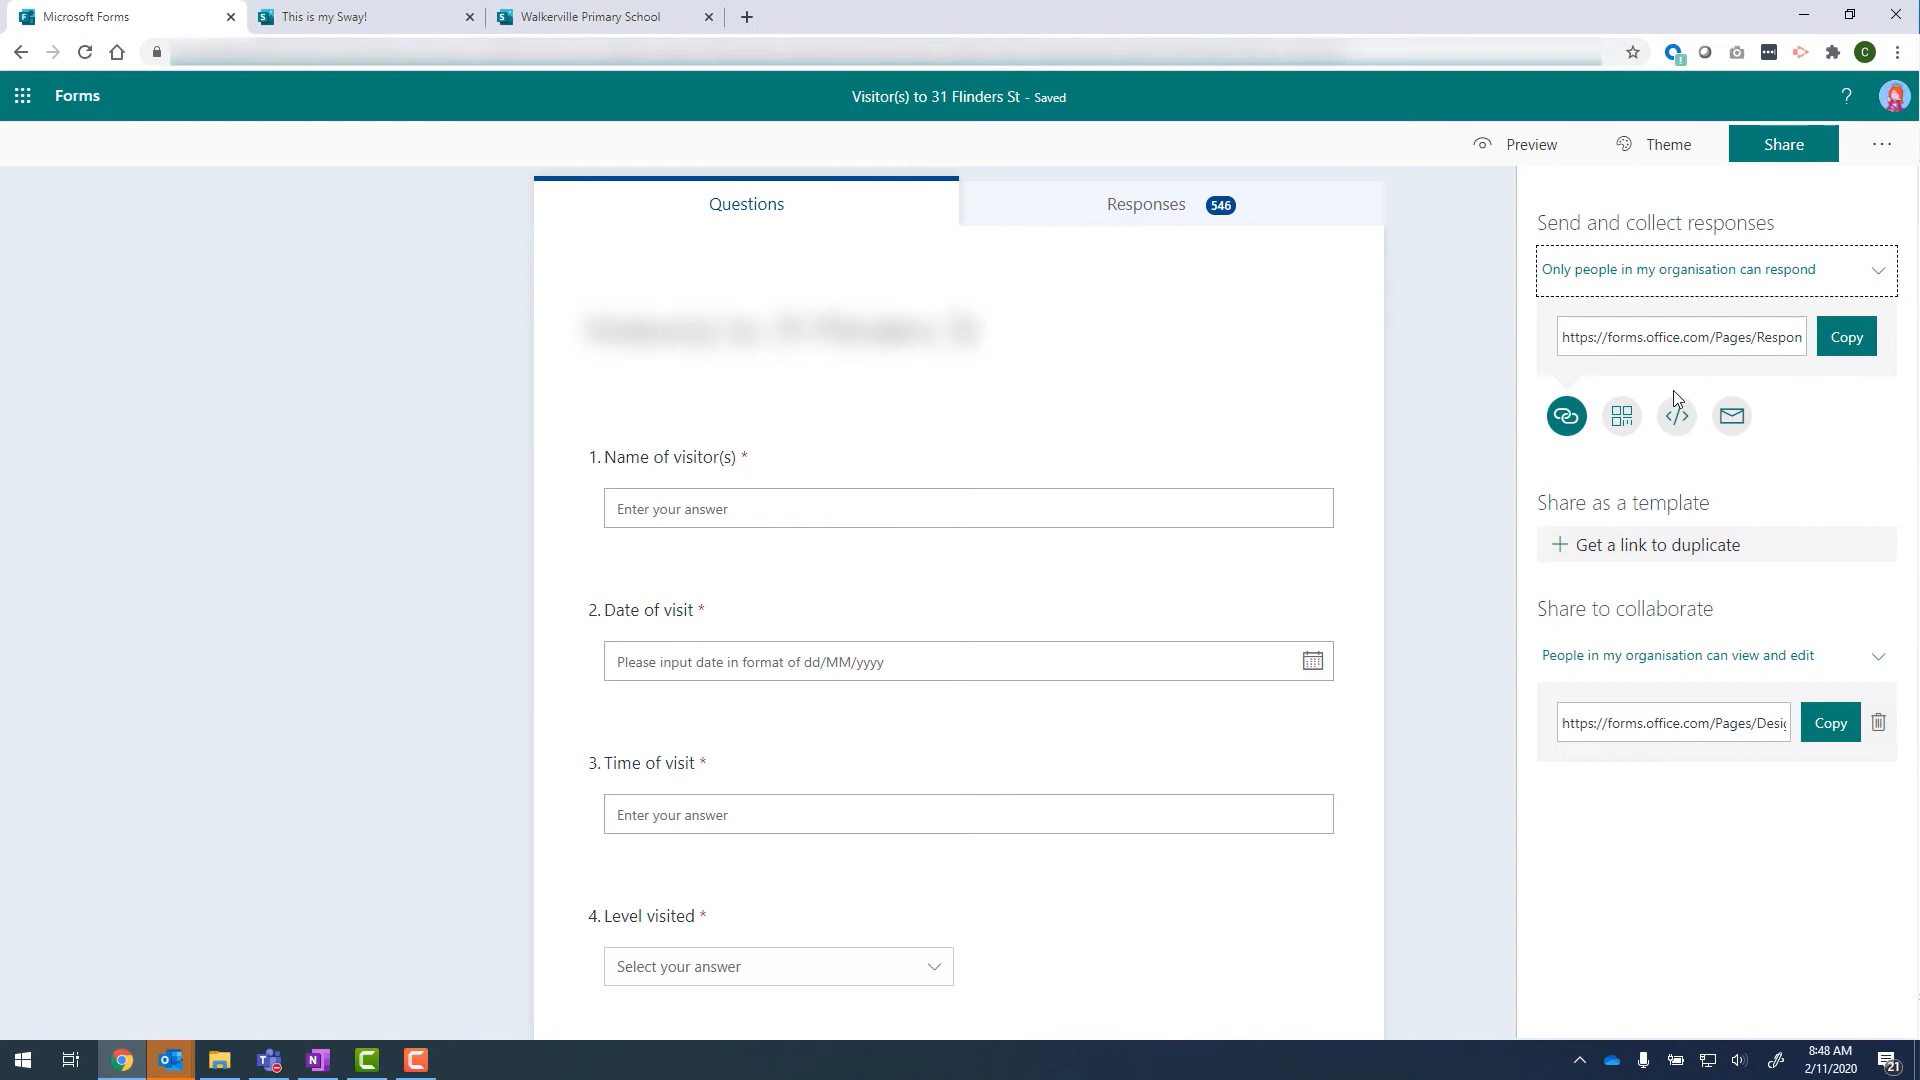 Microsoft Forms
This is my Sway!
Walkerville Primary School
Forms
Visitor(s) to 31 Flinders St - Saved
?
Preview
Theme
Share
Questions
Responses 546
Send and collect responses
Only people in my organisation can respond
https://forms.office.com/Pages/Respon
Copy
1. Name of visitor(s) *
Enter your answer
Share as a template
+ Get a link to duplicate
2. Date of visit *
Please input date in format of dd/MM/yyyy
Share to collaborate
People in my organisation can view and edit
https://forms.office.com/Pages/Desig
Copy
3. Time of visit *
Enter your answer
4. Level visited *
Select your answer
8:48 AM
2/11/2020
21